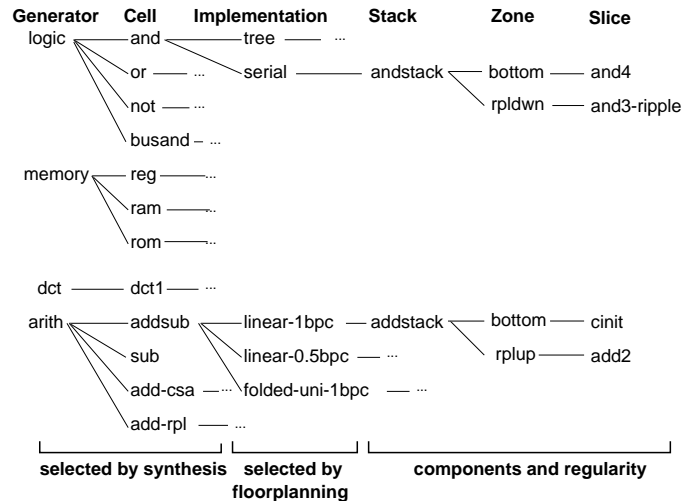 Generator Cell Implementation Stack Zone Slice
logic and tree ...
or ... serial andstack bottom and4
not ... rpldwn and3-ripple
busand ...
memory reg ...
ram ...
rom ...
dct dct1 ...
arith addsub linear-1bpc addstack bottom cinit
sub linear-0.5bpc ... rplup add2
add-csa ... folded-uni-1bpc ...
add-rpl ...
selected by synthesis selected by components and regularity
floorplanning